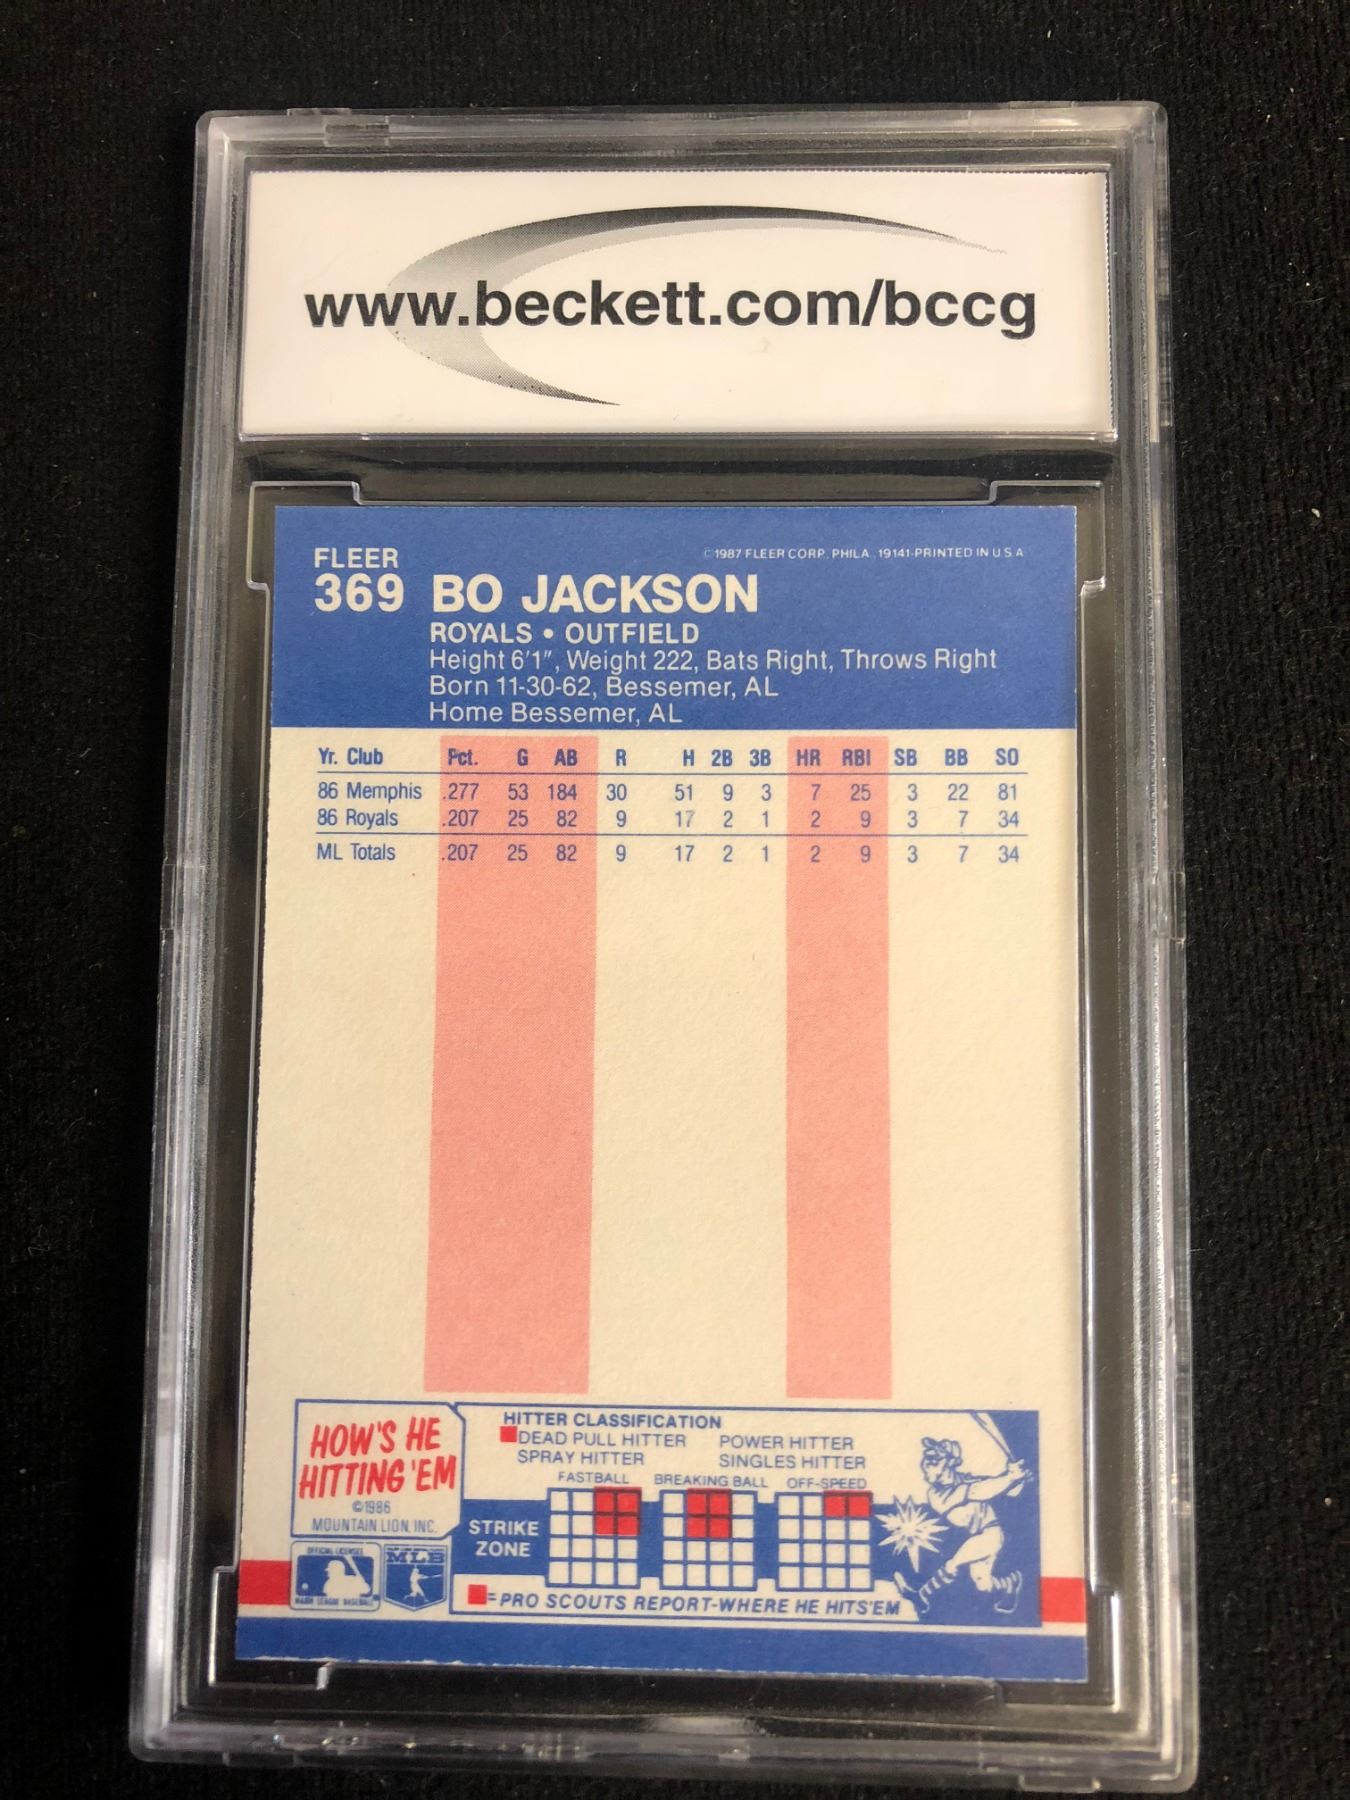 www.beckett.com/bccg
FLEER
©1987 FLEER CORP. PHILA., 19141-PRINTED IN U S A
369 BO JACKSON
ROYALS • OUTFIELD
Height 6'1", Weight 222, Bats Right, Throws Right
Born 11-30-62, Bessemer, AL
Home Bessemer, AL
Yr. Club Pct. G AB R H 2B 3B HR RBI SB BB SO
86 Memphis .277 53 184 30 51 9 3 7 25 3 22 81
86 Royals .207 25 82 9 17 2 1 2 9 3 7 34
ML Totals .207 25 82 9 17 2 1 2 9 3 7 34
HOW'S HE
HITTING 'EM
©1986
MOUNTAIN LION, INC.
OFFICIAL LICENSEE
MAJOR LEAGUE BASEBALL
MLB
HITTER CLASSIFICATION
DEAD PULL HITTER POWER HITTER
SPRAY HITTER SINGLES HITTER
FASTBALL BREAKING BALL OFF-SPEED
STRIKE
ZONE
= PRO SCOUTS REPORT-WHERE HE HITS 'EM